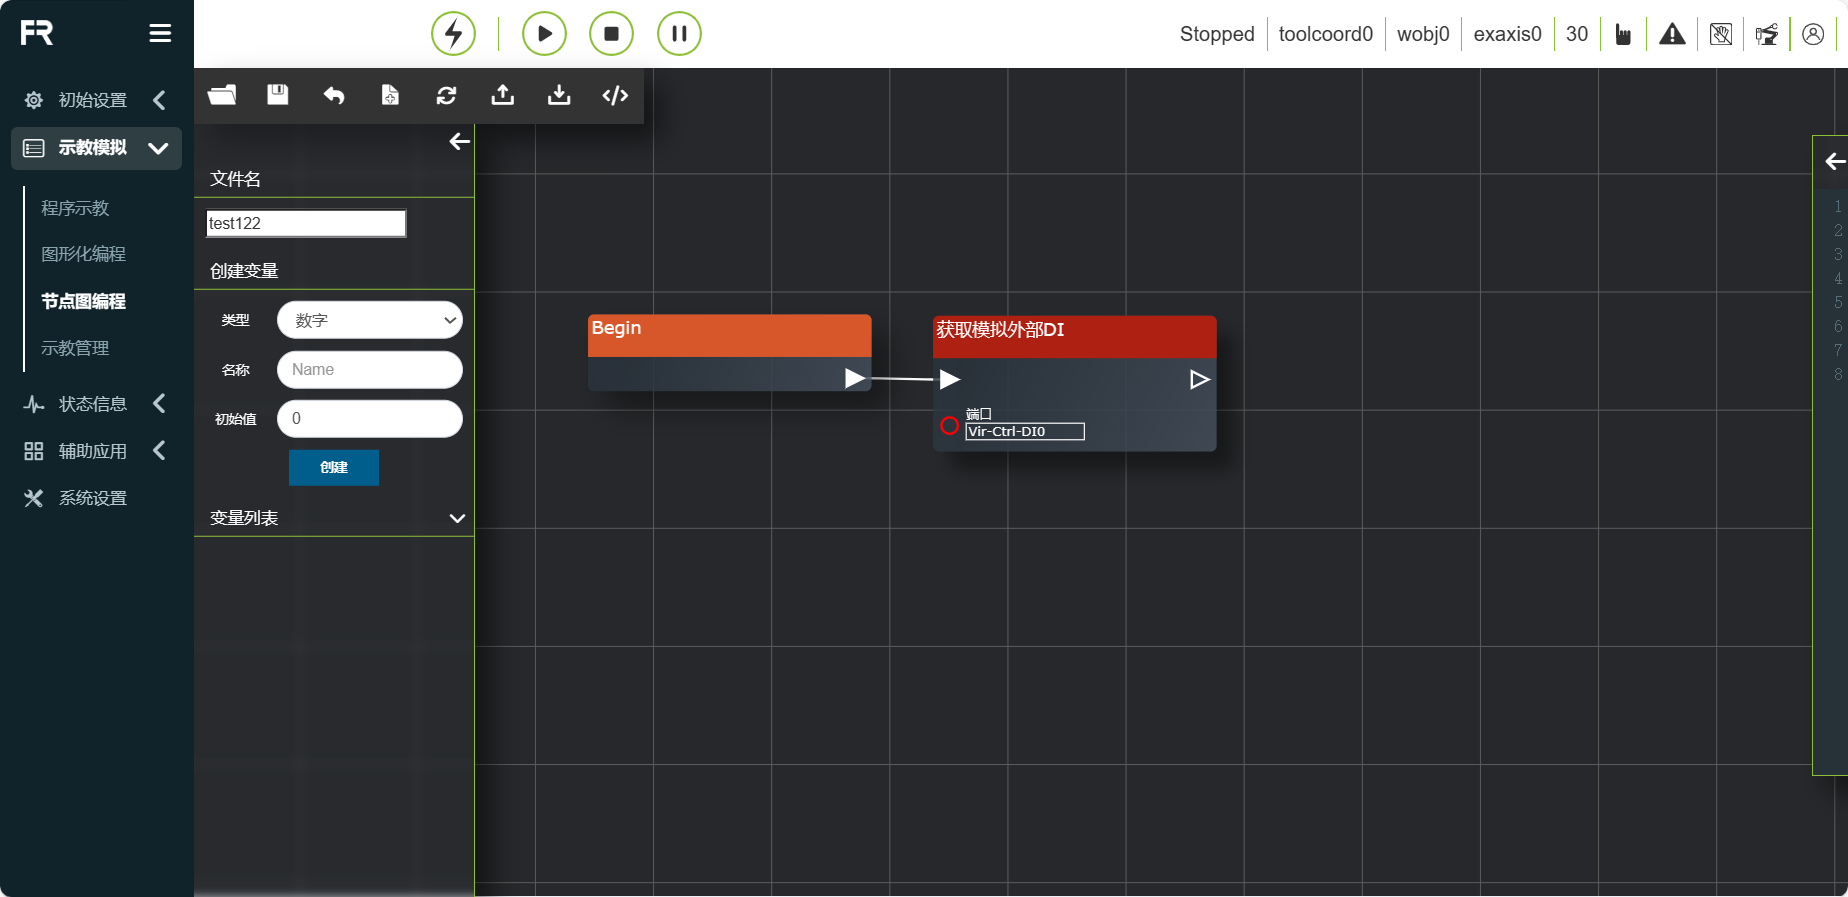 FR
Stopped
toolcoord0
wobj0
exaxis0
30
初始设置
示教模拟
程序示教
图形化编程
节点图编程
示教管理
状态信息
辅助应用
系统设置
文件名
test122
创建变量
类型
数字
名称
Name
初始值
0
创建
变量列表
Begin
获取模拟外部DI
端口
Vir-Ctrl-DI0
1
2
3
4
5
6
7
8